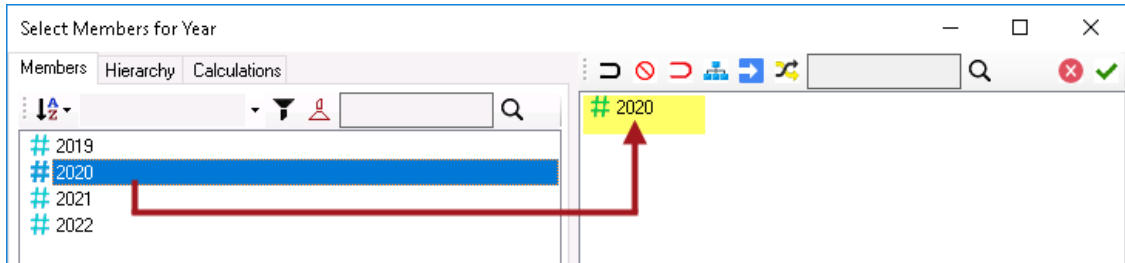 Select Members for Year
Members Hierarchy Calculations
# 2020
# 2019
# 2020
# 2021
# 2022